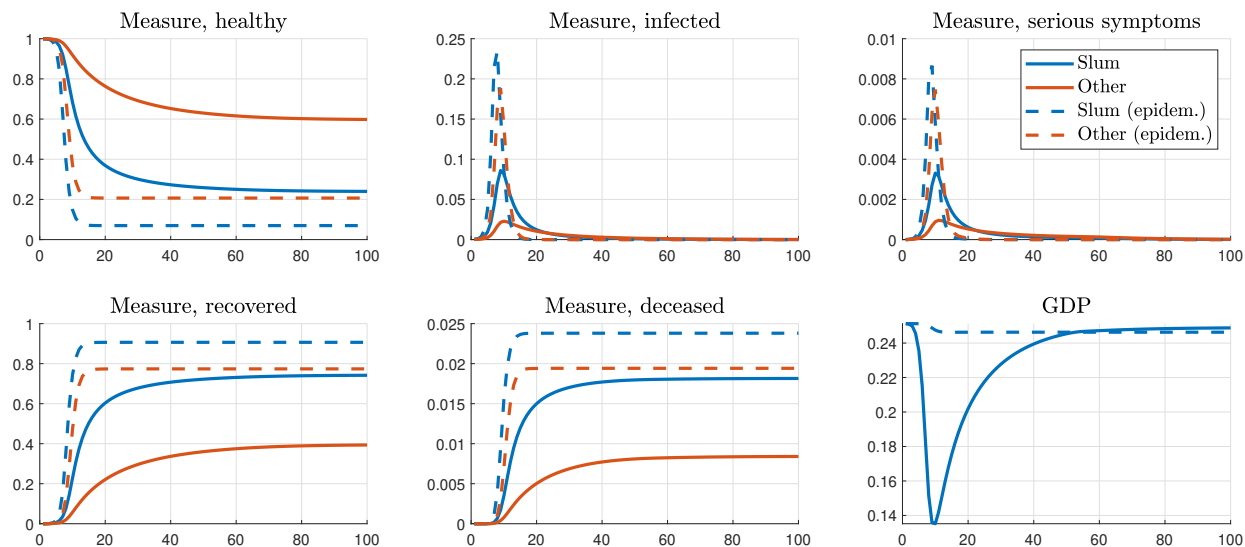 Measure, healthy
1
0.8
0.6
0.4
0.2
0
0 20 40 60 80 100
Measure, infected
0.25
0.2
0.15
0.1
0.05
0
0 20 40 60 80 100
Measure, serious symptoms
0.01
0.008
0.006
0.004
0.002
0
0 20 40 60 80 100
Slum
Other
Slum (epidem.)
Other (epidem.)
Measure, recovered
1
0.8
0.6
0.4
0.2
0
0 20 40 60 80 100
Measure, deceased
0.025
0.02
0.015
0.01
0.005
0
0 20 40 60 80 100
GDP
0.24
0.22
0.2
0.18
0.16
0.14
0 20 40 60 80 100